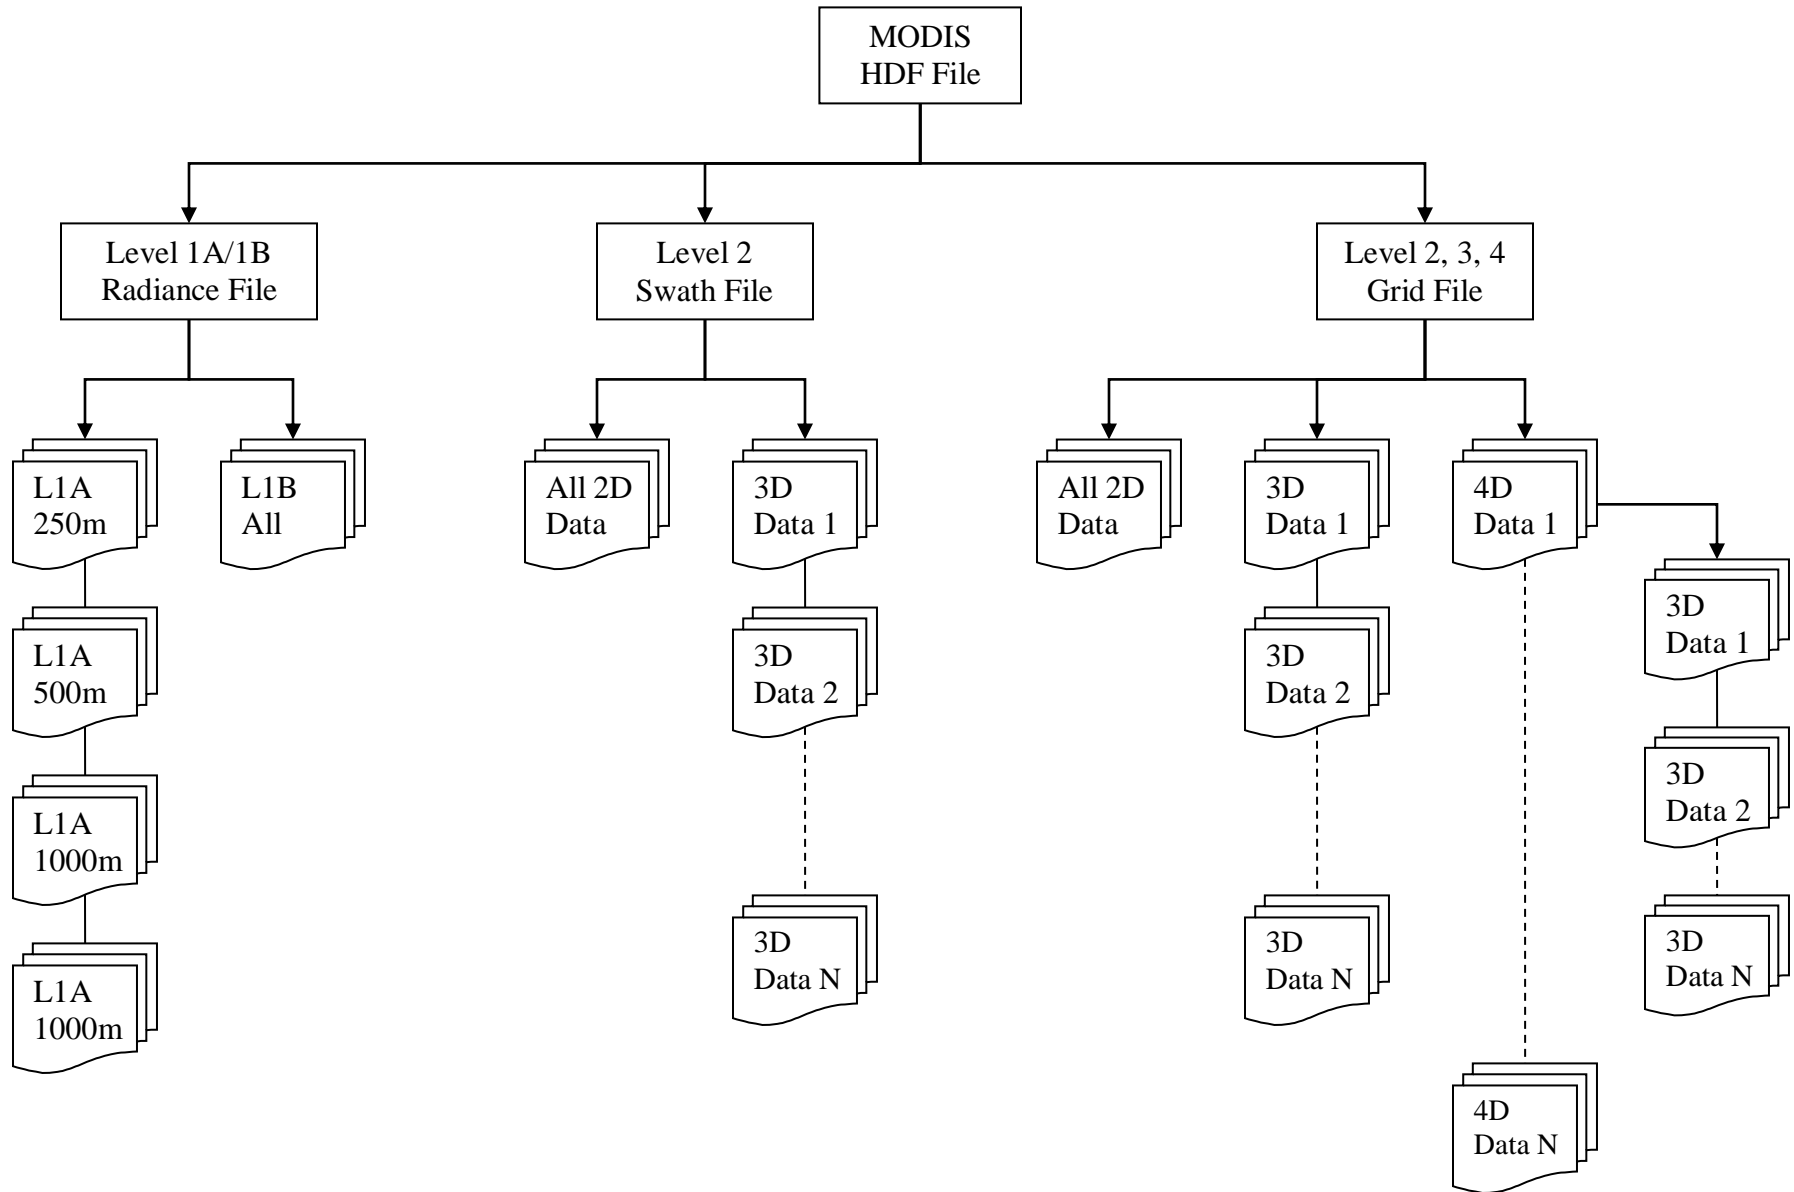 MODIS
HDF File
Level 1A/1B
Radiance File
Level 2
Swath File
Level 2, 3, 4
Grid File
L1A
250m
L1B
All
All 2D
Data
3D
Data 1
All 2D
Data
3D
Data 1
4D
Data 1
3D
Data 1
L1A
500m
3D
Data 2
3D
Data 2
3D
Data 2
L1A
1000m
3D
Data N
3D
Data N
3D
Data N
L1A
1000m
4D
Data N